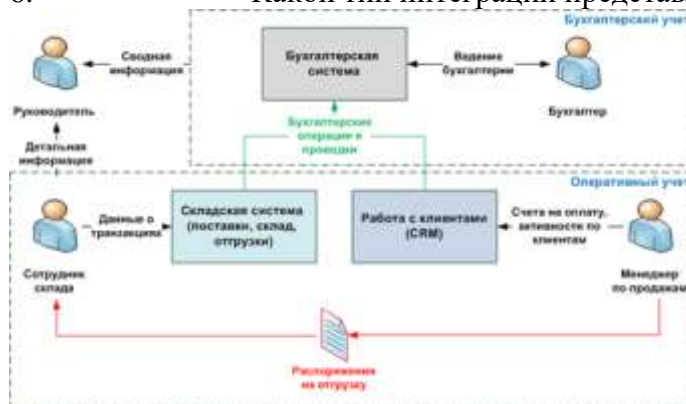 Какой тип интеграции представ
Бухгалтерский учет
Сводная
информация
Бухгалтерская
система
Ведение
бухгалтерии
Руководитель
Бухгалтер
Бухгалтерские
операции и
проводки
Детальная
информация
Оперативный учет
Данные о
транзакциях
Складская система
(поставки, склад,
отгрузки)
Работа с клиентами
(CRM)
Счета на оплату,
активности по
клиентам
Сотрудник
склада
Менеджер
по продажам
Распоряжения
на отгрузку